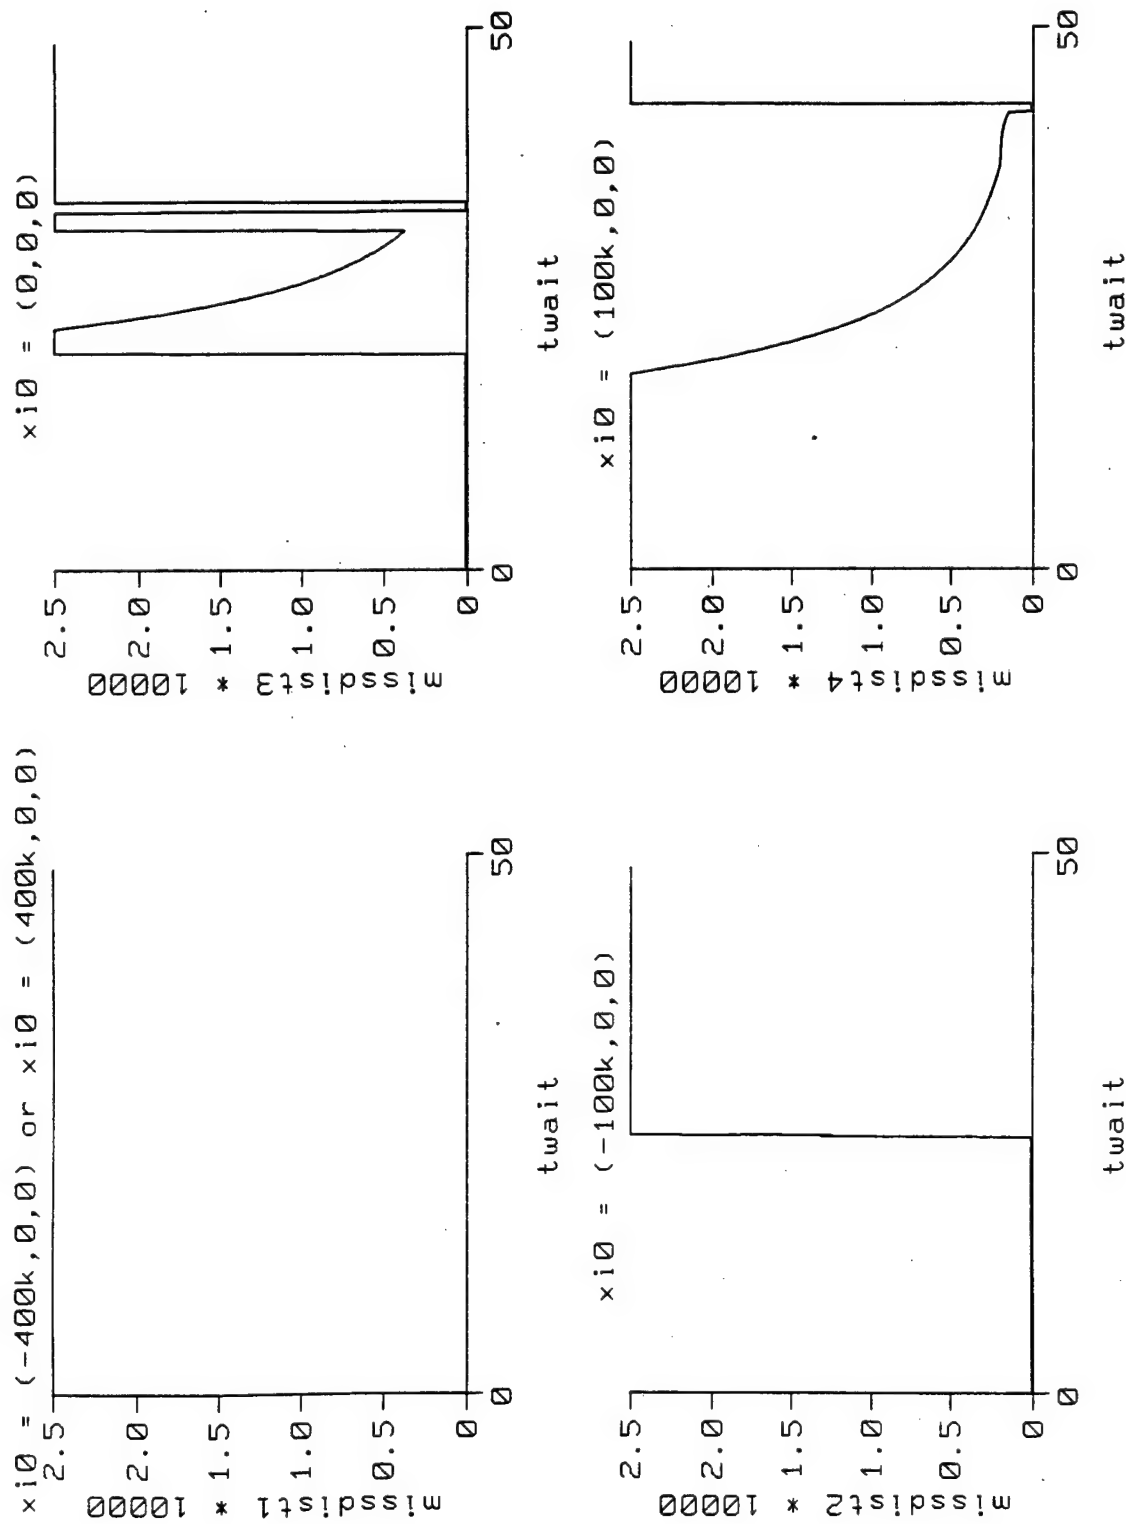 xi0 = (-400k,0,0) or xi0 = (400k,0,0)
missdist1 * 10000
2.5
2.0
1.5
1.0
0.5
0 50
twait
xi0 = (0,0,0)
missdist3 * 10000
2.5
2.0
1.5
1.0
0.5
0
0 50
twait
xi0 = (-100k,0,0)
missdist2 * 10000
2.5
2.0
1.5
1.0
0.5
0
0 50
twait
xi0 = (100k,0,0)
missdist4 * 10000
2.5
2.0
1.5
1.0
0.5
0
0 50
twait